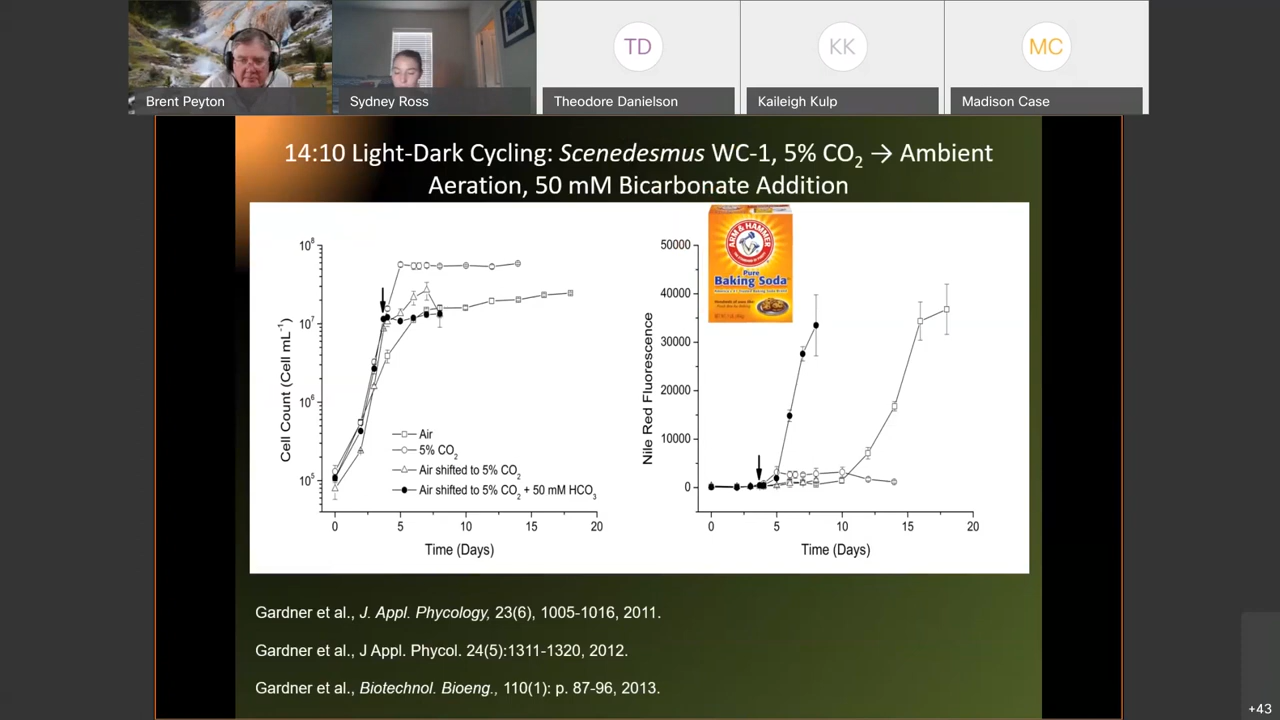 TD
KK
MC
Brent Peyton
Sydney Ross
Theodore Danielson
Kaileigh Kulp
Madison Case
14:10 Light-Dark Cycling: Scenedesmus WC-1, 5% CO2 → Ambient
Aeration, 50 mM Bicarbonate Addition
ARM & HAMMER
Pure
Baking Soda
Cell Count (Cell mL-1)
10^8
10^7
10^6
10^5
Air
5% CO2
Air shifted to 5% CO2
Air shifted to 5% CO2 + 50 mM HCO3
0
5
10
15
20
Time (Days)
Nile Red Fluorescence
50000
40000
30000
20000
10000
0
0
5
10
15
20
Time (Days)
Gardner et al., J. Appl. Phycology, 23(6), 1005-1016, 2011.
Gardner et al., J Appl. Phycol. 24(5):1311-1320, 2012.
Gardner et al., Biotechnol. Bioeng., 110(1): p. 87-96, 2013.
+43